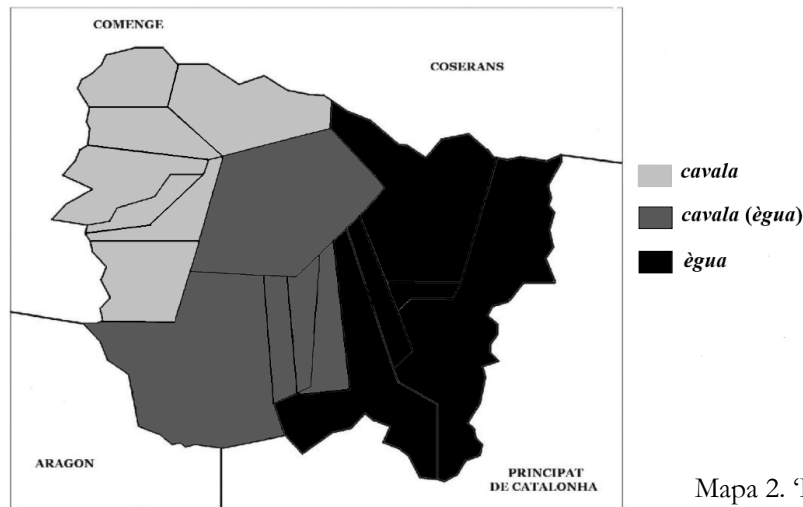 COMENGE
COSERANS
cavala
cavala (ègua)
ègua
ARAGON
PRINCIPAT
DE CATALONHA
Mapa 2.